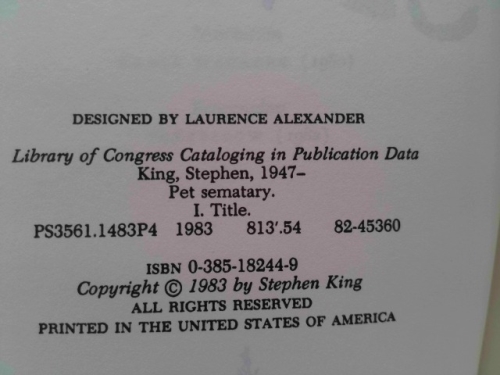 DESIGNED BY LAURENCE ALEXANDER
Library of Congress Cataloging in Publication Data
King, Stephen, 1947–
Pet sematary.
I. Title.
PS3561.1483P4 1983 813'.54 82-45360
ISBN 0-385-18244-9
Copyright © 1983 by Stephen King
ALL RIGHTS RESERVED
PRINTED IN THE UNITED STATES OF AMERICA